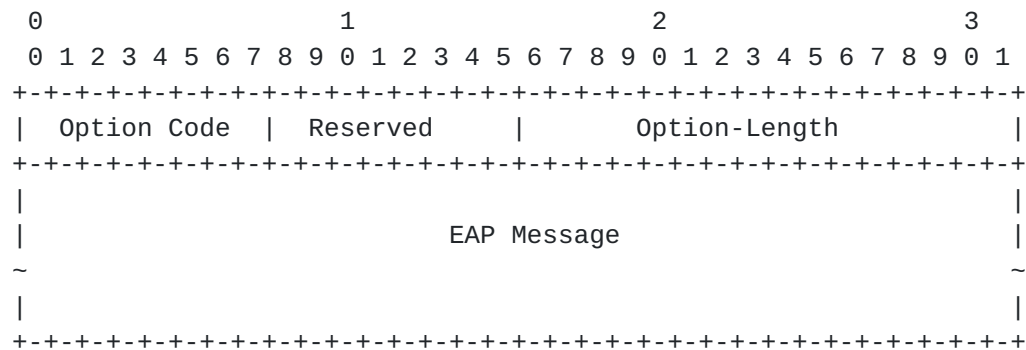 0                   1                   2                   3
 0 1 2 3 4 5 6 7 8 9 0 1 2 3 4 5 6 7 8 9 0 1 2 3 4 5 6 7 8 9 0 1
+-+-+-+-+-+-+-+-+-+-+-+-+-+-+-+-+-+-+-+-+-+-+-+-+-+-+-+-+-+-+-+-+
|  Option Code  |  Reserved     |       Option-Length           |
+-+-+-+-+-+-+-+-+-+-+-+-+-+-+-+-+-+-+-+-+-+-+-+-+-+-+-+-+-+-+-+-+
|                                                               |
|                           EAP Message                         |
~                                                               ~
|                                                               |
+-+-+-+-+-+-+-+-+-+-+-+-+-+-+-+-+-+-+-+-+-+-+-+-+-+-+-+-+-+-+-+-+